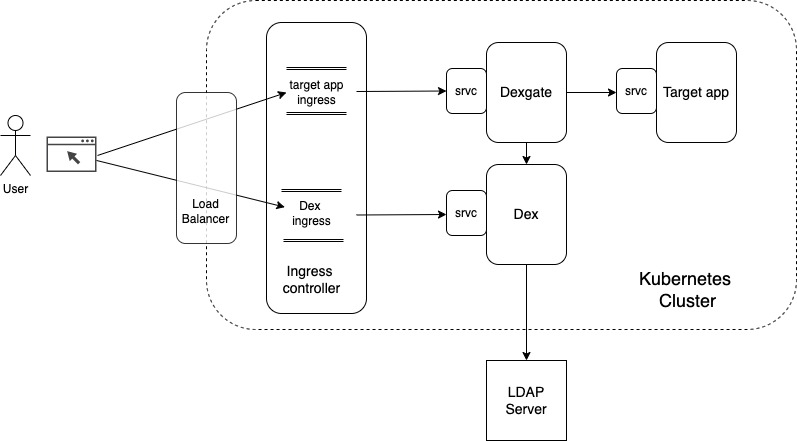 User
Load
Balancer
target app
ingress
Dex
ingress
Ingress
controller
srvc
Dexgate
srvc
Target app
srvc
Dex
Kubernetes
Cluster
LDAP
Server